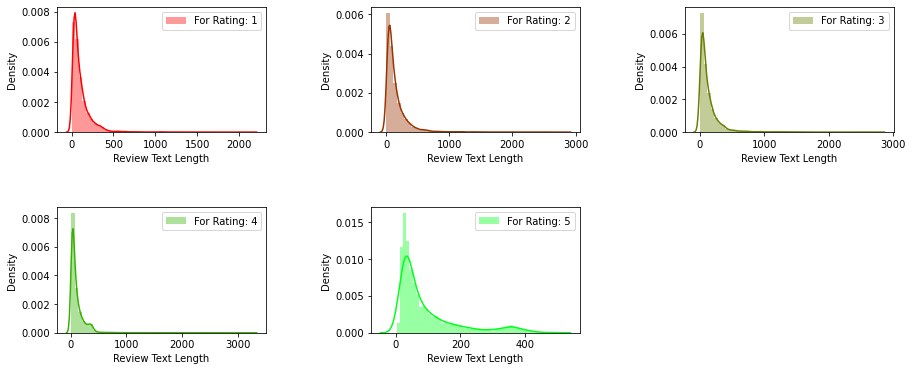 For Rating: 1
Density
0.008
0.006
0.004
0.002
0.000
0 500 1000 1500 2000
Review Text Length
For Rating: 2
Density
0.006
0.004
0.002
0.000
0 1000 2000 3000
Review Text Length
For Rating: 3
Density
0.006
0.004
0.002
0.000
0 1000 2000 3000
Review Text Length
For Rating: 4
Density
0.008
0.006
0.004
0.002
0.000
0 1000 2000 3000
Review Text Length
For Rating: 5
Density
0.015
0.010
0.005
0.000
0 200 400
Review Text Length